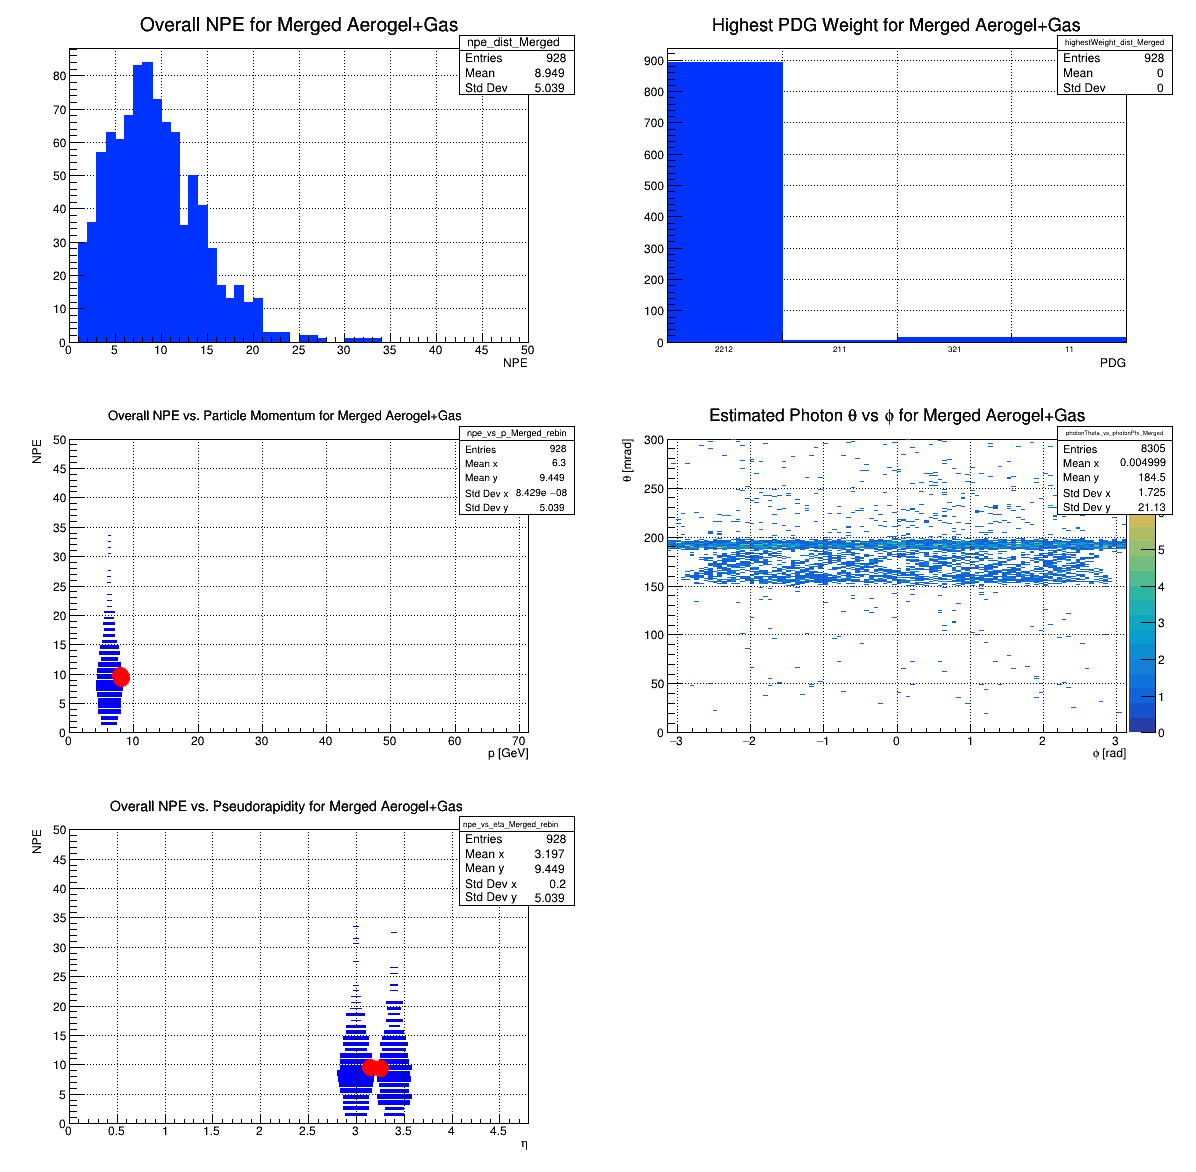 Overall NPE for Merged Aerogel+Gas
npe_dist_Merged
Entries 928
Mean 8.949
Std Dev 5.039
80
70
60
50
40
30
20
10
0
0 5 10 15 20 25 30 35 40 45 50
NPE
Highest PDG Weight for Merged Aerogel+Gas
highestWeight_dist_Merged
Entries 928
Mean 0
Std Dev 0
900
800
700
600
500
400
300
200
100
0
2212 211 321 11
PDG
Overall NPE vs. Particle Momentum for Merged Aerogel+Gas
npe_vs_p_Merged_rebin
Entries 928
Mean x 6.3
Mean y 9.449
Std Dev x 8.429e −08
Std Dev y 5.039
NPE
50
45
40
35
30
25
20
15
10
5
0
0 10 20 30 40 50 60 70
p [GeV]
Estimated Photon θ vs ϕ for Merged Aerogel+Gas
photonTheta_vs_photonPhi_Merged
Entries 8305
Mean x 0.004999
Mean y 184.5
Std Dev x 1.725
Std Dev y 21.13
θ [mrad]
300
250
200
150
100
50
0
−3 −2 −1 0 1 2 3
ϕ [rad]
5
4
3
2
1
0
Overall NPE vs. Pseudorapidity for Merged Aerogel+Gas
npe_vs_eta_Merged_rebin
Entries 928
Mean x 3.197
Mean y 9.449
Std Dev x 0.2
Std Dev y 5.039
NPE
50
45
40
35
30
25
20
15
10
5
0
0 0.5 1 1.5 2 2.5 3 3.5 4 4.5
η